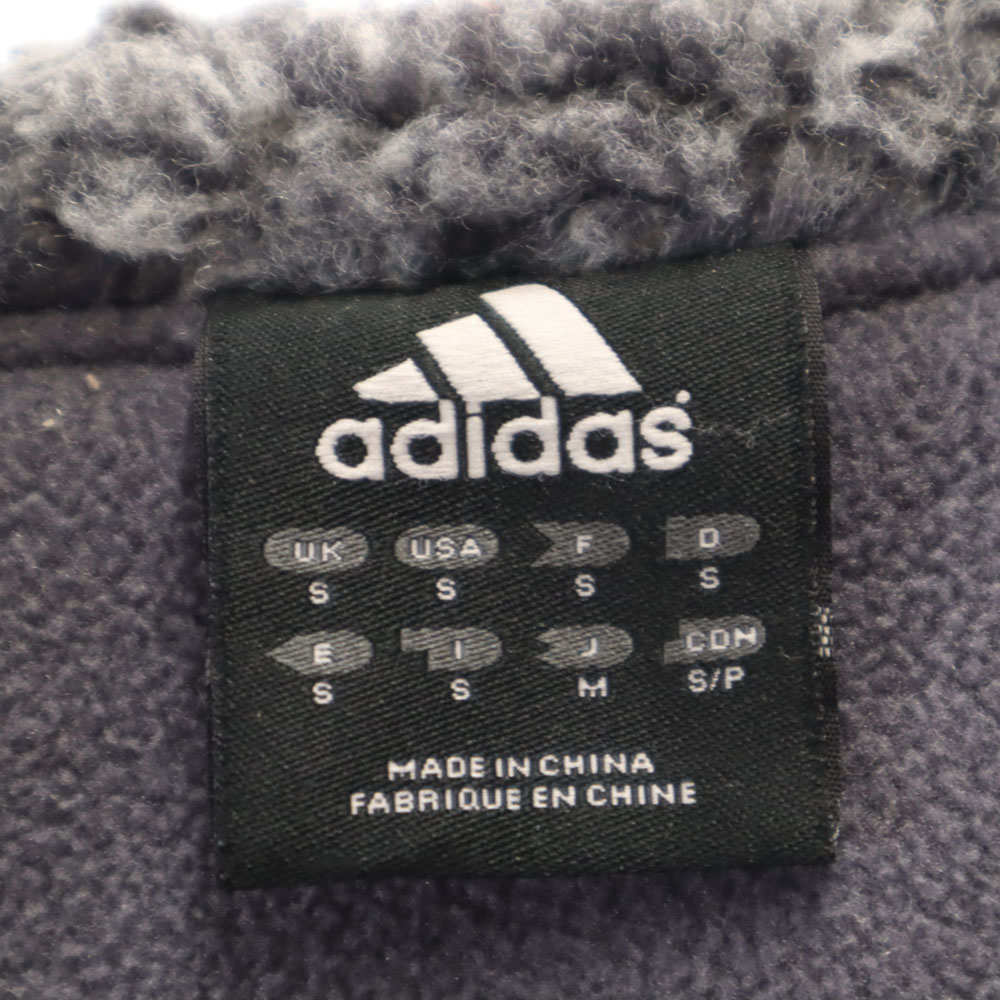 adidas
UK USA F D
S S S S
E I J CDN
S S M S/P
MADE IN CHINA
FABRIQUE EN CHINE